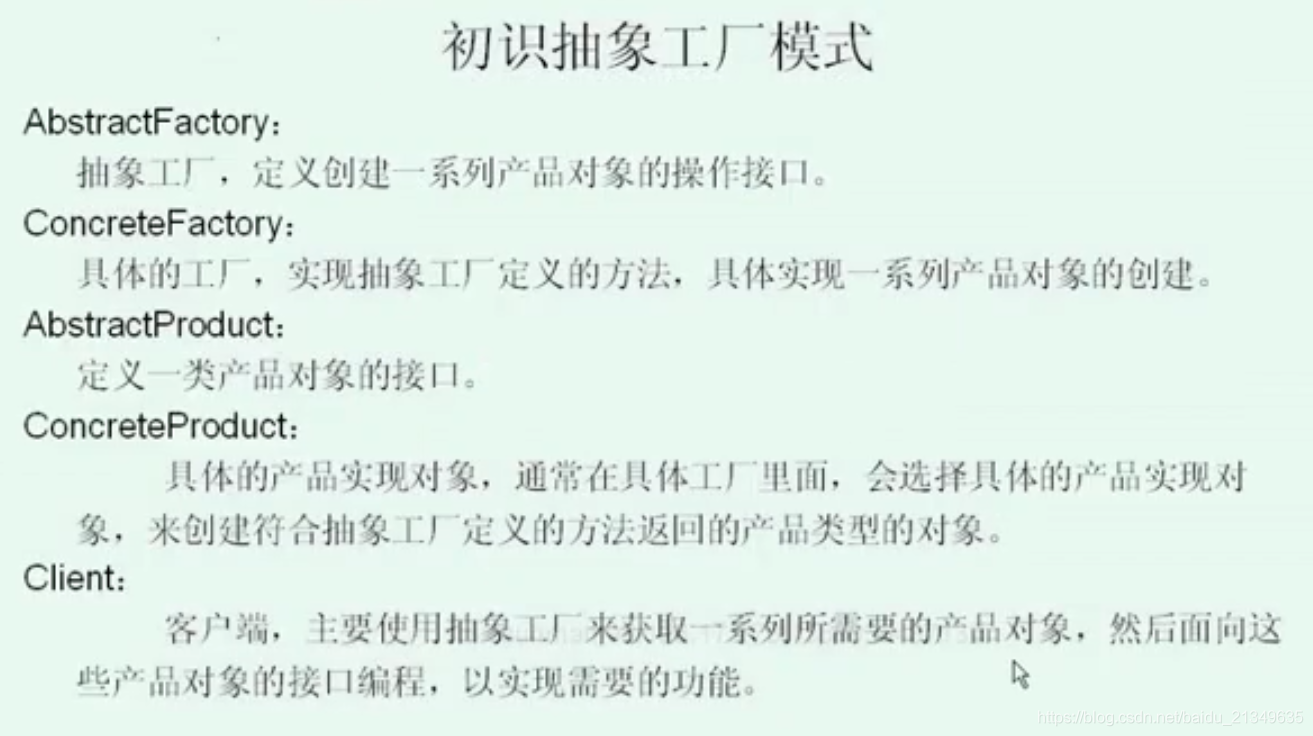 初识抽象工厂模式
AbstractFactory：
抽象工厂，定义创建一系列产品对象的操作接口。
ConcreteFactory：
具体的工厂，实现抽象工厂定义的方法，具体实现一系列产品对象的创建。
AbstractProduct：
定义一类产品对象的接口。
ConcreteProduct：
具体的产品实现对象，通常在具体工厂里面，会选择具体的产品实现对
象，来创建符合抽象工厂定义的方法返回的产品类型的对象。
Client：
客户端，主要使用抽象工厂来获取一系列所需要的产品对象，然后面向这
些产品对象的接口编程，以实现需要的功能。
https://blog.csdn.net/baidu_21349635